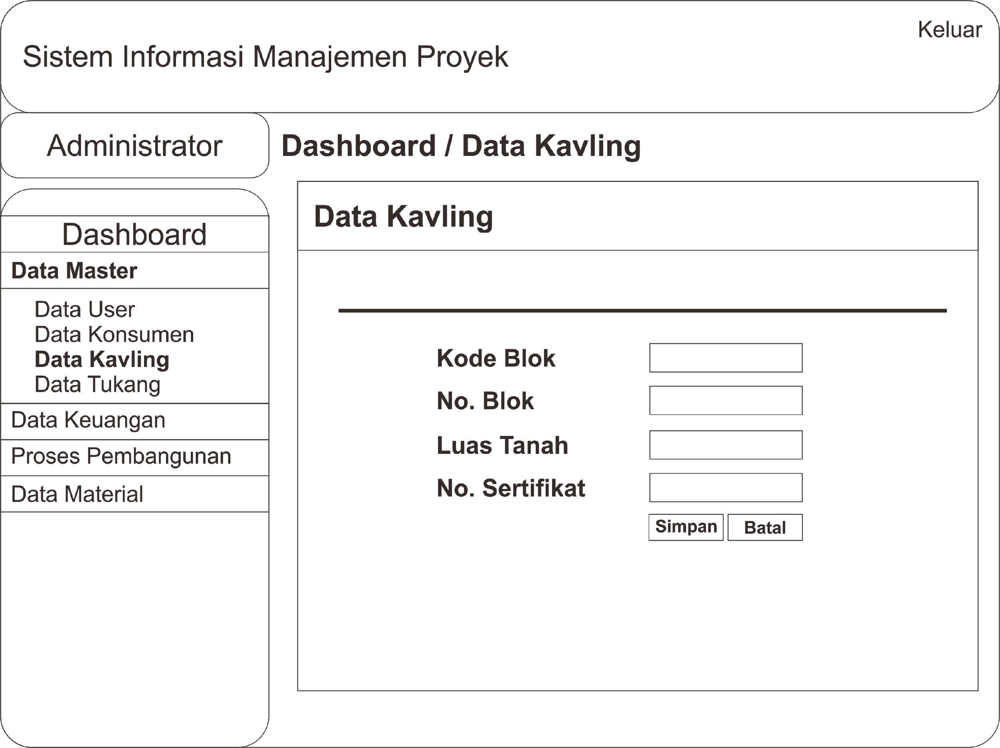 Keluar
Sistem Informasi Manajemen Proyek
Administrator
Dashboard
Data Master
Data User
Data Konsumen
Data Kavling
Data Tukang
Data Keuangan
Proses Pembangunan
Data Material
Dashboard / Data Kavling
Data Kavling
Kode Blok
No. Blok
Luas Tanah
No. Sertifikat
Simpan Batal